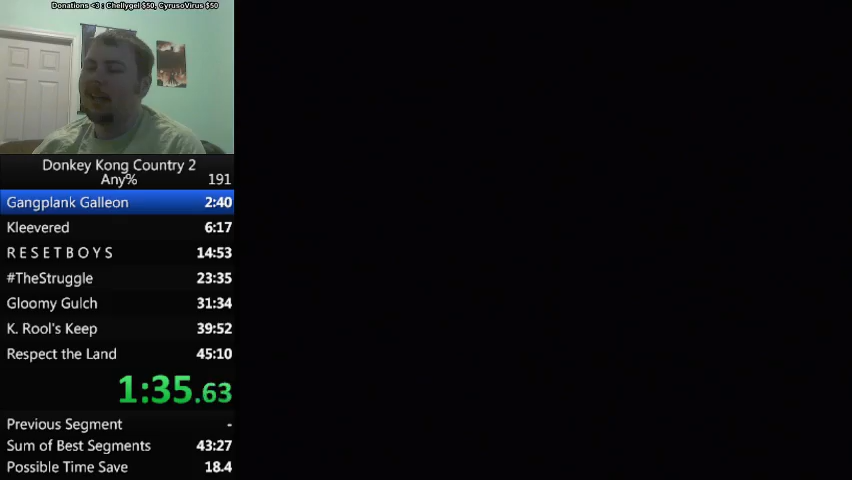 Donations <3 : Chellygel $50, CyrusoVirus $50
Donkey Kong Country 2
Any% 191
Gangplank Galleon 2:40
Kleevered 6:17
R E S E T B O Y S 14:53
#TheStruggle 23:35
Gloomy Gulch 31:34
K. Rool's Keep 39:52
Respect the Land 45:10
1:35.63
Previous Segment -
Sum of Best Segments 43:27
Possible Time Save 18.4